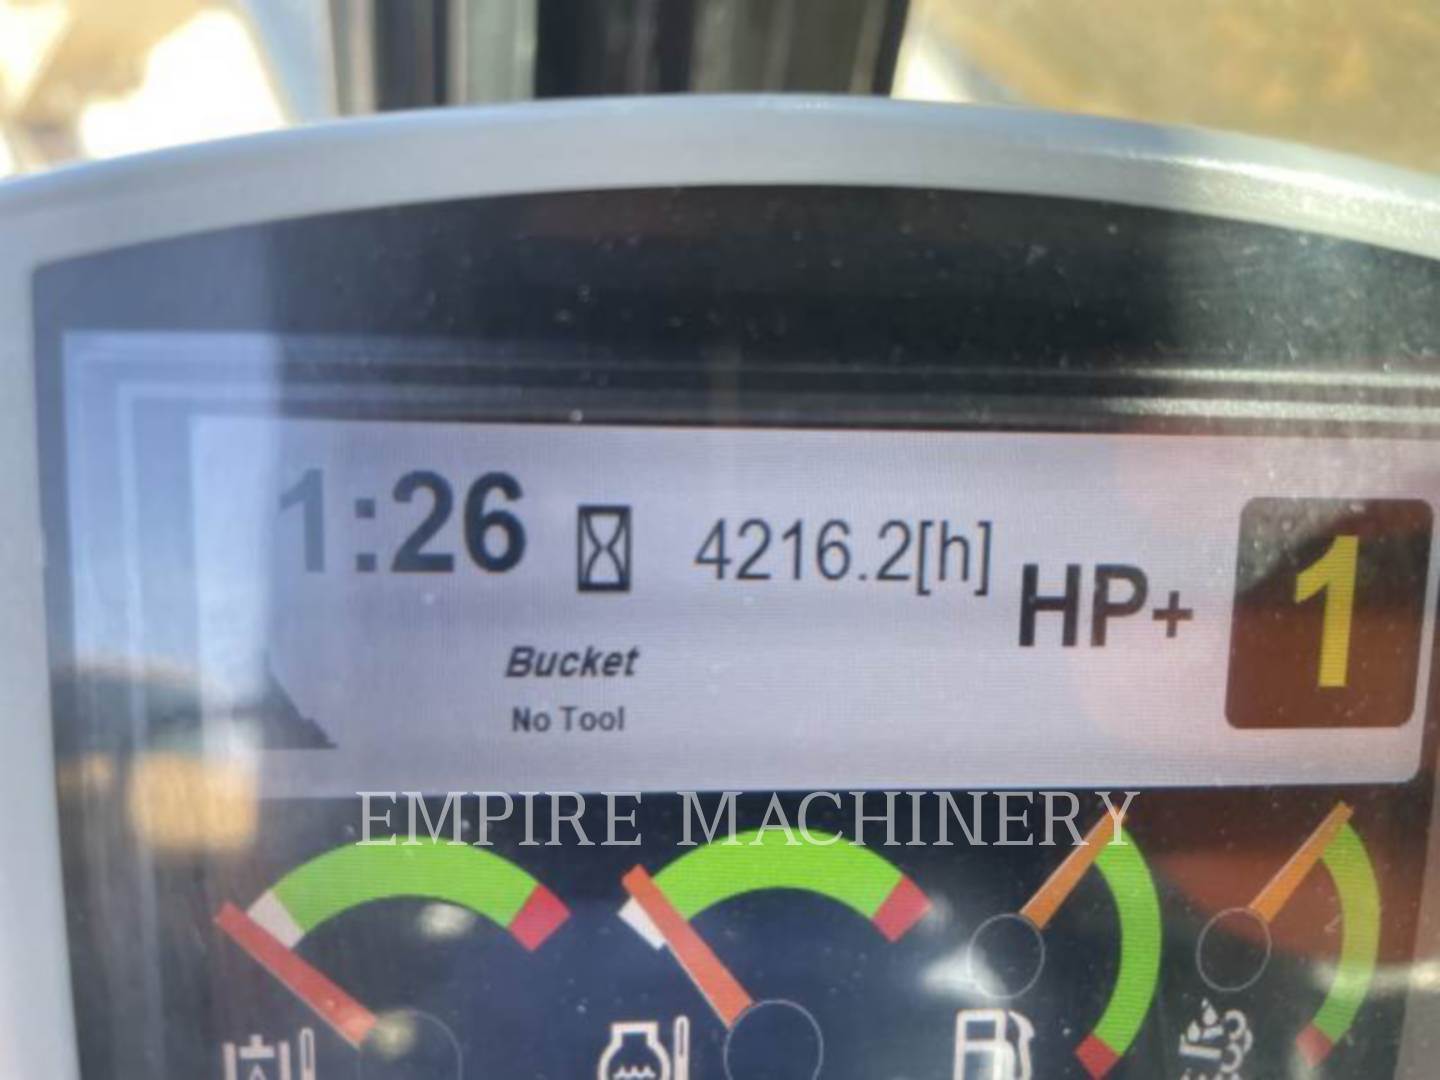 1:26 4216.2[h] HP+ 1
Bucket
No Tool
EMPIRE MACHINERY